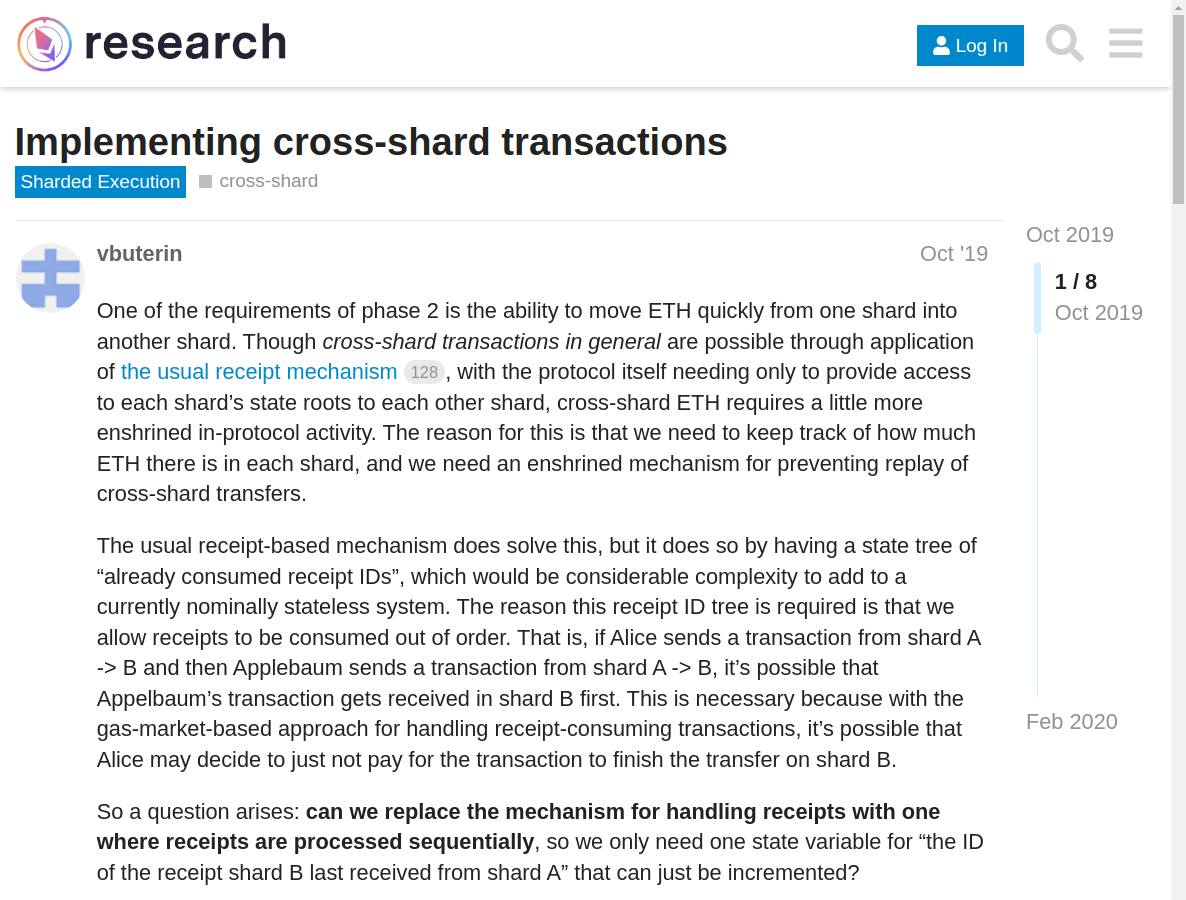 research
Log In
Implementing cross-shard transactions
Sharded Execution cross-shard
vbuterin Oct '19
One of the requirements of phase 2 is the ability to move ETH quickly from one shard into
another shard. Though cross-shard transactions in general are possible through application
of the usual receipt mechanism 128, with the protocol itself needing only to provide access
to each shard’s state roots to each other shard, cross-shard ETH requires a little more
enshrined in-protocol activity. The reason for this is that we need to keep track of how much
ETH there is in each shard, and we need an enshrined mechanism for preventing replay of
cross-shard transfers.
The usual receipt-based mechanism does solve this, but it does so by having a state tree of
“already consumed receipt IDs”, which would be considerable complexity to add to a
currently nominally stateless system. The reason this receipt ID tree is required is that we
allow receipts to be consumed out of order. That is, if Alice sends a transaction from shard A
-> B and then Applebaum sends a transaction from shard A -> B, it’s possible that
Appelbaum’s transaction gets received in shard B first. This is necessary because with the
gas-market-based approach for handling receipt-consuming transactions, it’s possible that
Alice may decide to just not pay for the transaction to finish the transfer on shard B.
So a question arises: can we replace the mechanism for handling receipts with one
where receipts are processed sequentially, so we only need one state variable for “the ID
of the receipt shard B last received from shard A” that can just be incremented?
Oct 2019
1 / 8
Oct 2019
Feb 2020